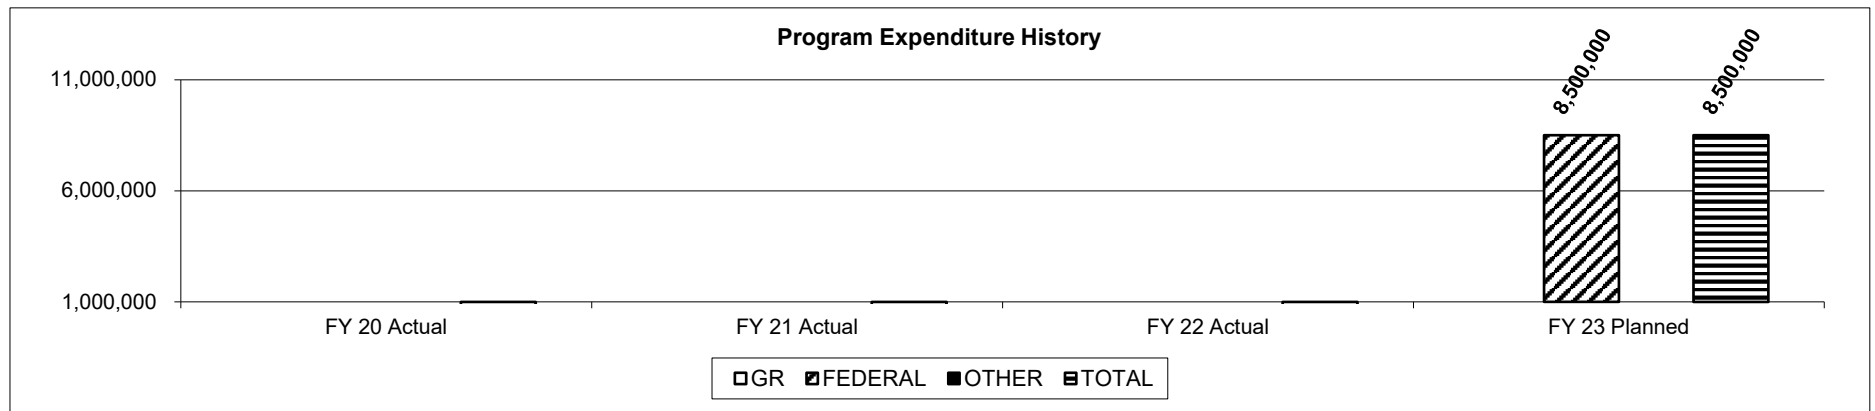 Program Expenditure History
8,500,000
8,500,000
11,000,000
6,000,000
1,000,000
FY 20 Actual
FY 21 Actual
FY 22 Actual
FY 23 Planned
GR FEDERAL OTHER TOTAL